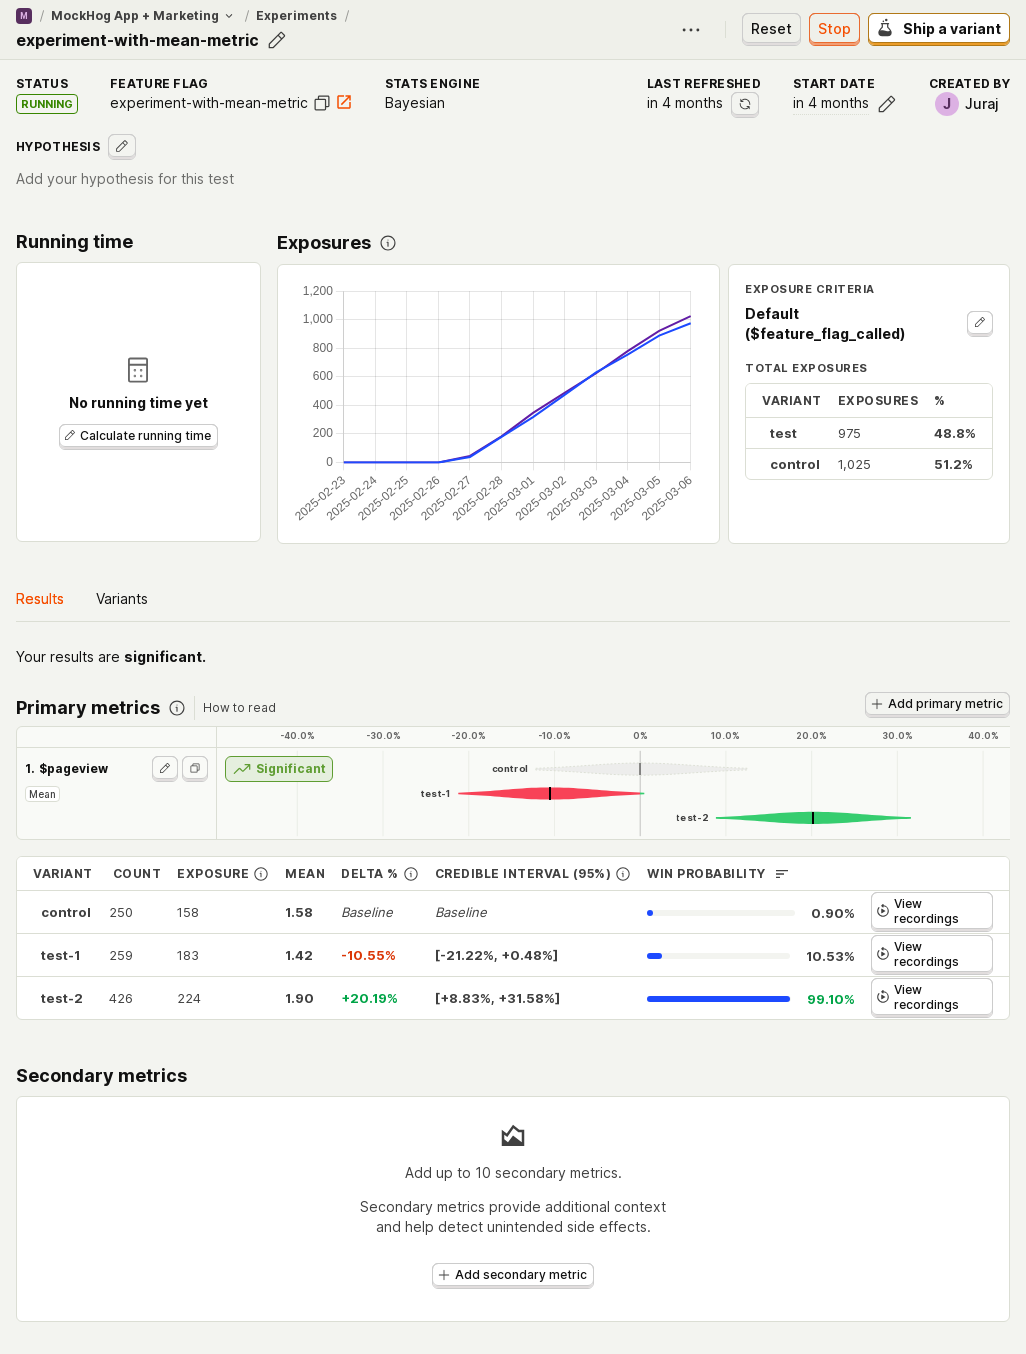 M / MockHog App + Marketing / Experiments /
experiment-with-mean-metric
Reset Stop Ship a variant
STATUS FEATURE FLAG STATS ENGINE LAST REFRESHED START DATE CREATED BY
RUNNING experiment-with-mean-metric Bayesian in 4 months in 4 months J Juraj
HYPOTHESIS
Add your hypothesis for this test
Running time
No running time yet
Calculate running time
Exposures
1,200
1,000
800
600
400
200
0
2025-02-23 2025-02-24 2025-02-25 2025-02-26 2025-02-27 2025-02-28 2025-03-01 2025-03-02 2025-03-03 2025-03-04 2025-03-05 2025-03-06
EXPOSURE CRITERIA
Default
($feature_flag_called)
TOTAL EXPOSURES
VARIANT EXPOSURES %
test 975 48.8%
control 1,025 51.2%
Results Variants
Your results are significant.
Primary metrics How to read Add primary metric
-40.0% -30.0% -20.0% -10.0% 0% 10.0% 20.0% 30.0% 40.0%
1. $pageview Significant control
Mean test-1
test-2
VARIANT COUNT EXPOSURE MEAN DELTA % CREDIBLE INTERVAL (95%) WIN PROBABILITY
control 250 158 1.58 Baseline Baseline 0.90% View
recordings
test-1 259 183 1.42 -10.55% [-21.22%, +0.48%] 10.53% View
recordings
test-2 426 224 1.90 +20.19% [+8.83%, +31.58%] 99.10% View
recordings
Secondary metrics
Add up to 10 secondary metrics.
Secondary metrics provide additional context
and help detect unintended side effects.
Add secondary metric